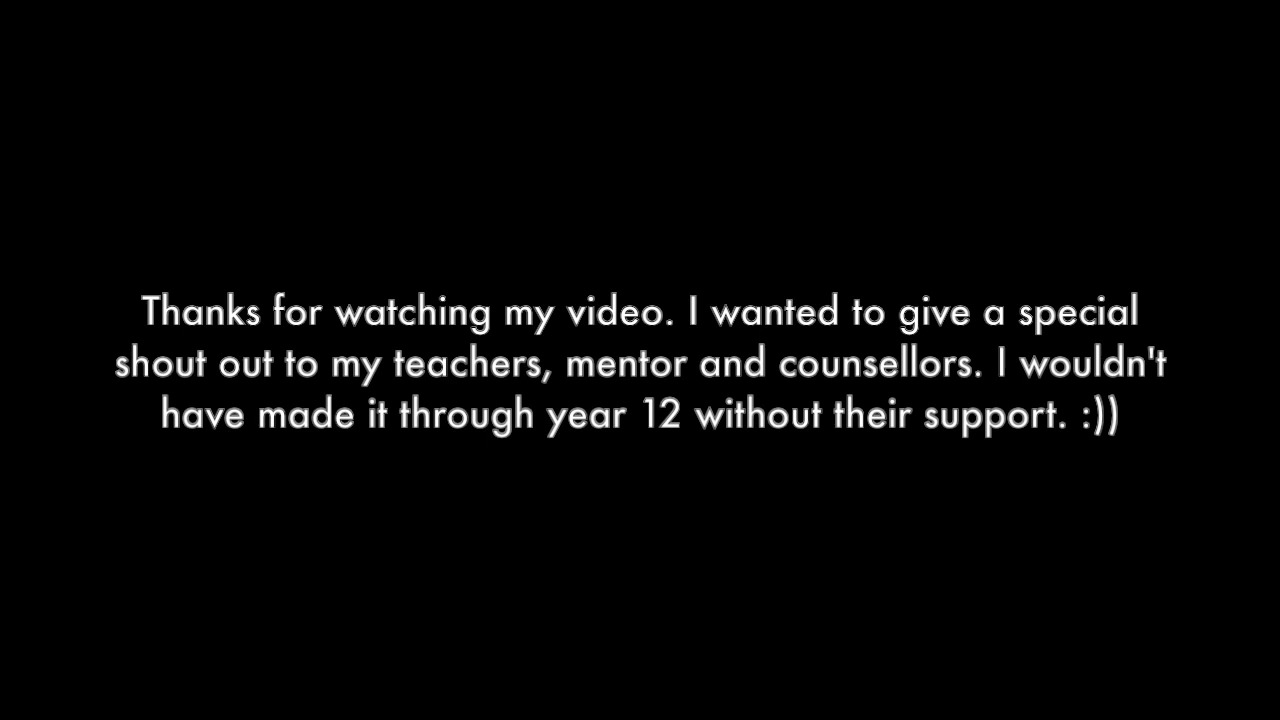 Thanks for watching my video. I wanted to give a special
shout out to my teachers, mentor and counsellors. I wouldn't
have made it through year 12 without their support. :))